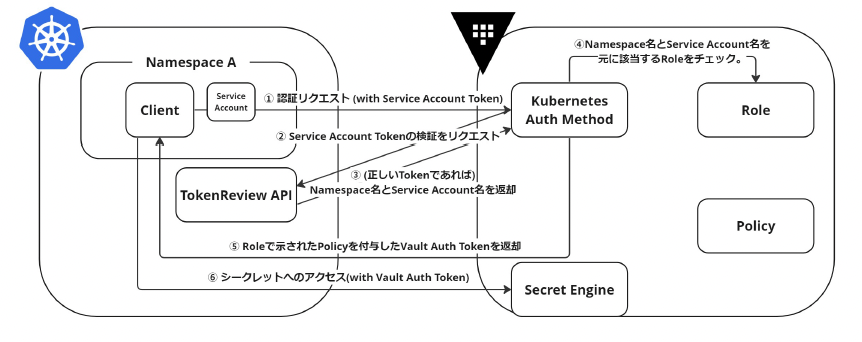 Namespace A
Client
Service
Account
① 認証リクエスト (with Service Account Token)
② Service Account Tokenの検証をリクエスト
③ (正しいTokenであれば)
Namespace名とService Account名を返却
TokenReview API
Kubernetes
Auth Method
④Namespace名とService Account名を
元に該当するRoleをチェック。
Role
Policy
⑤ Roleで示されたPolicyを付与したVault Auth Tokenを返却
⑥ シークレットへのアクセス(with Vault Auth Token)
Secret Engine